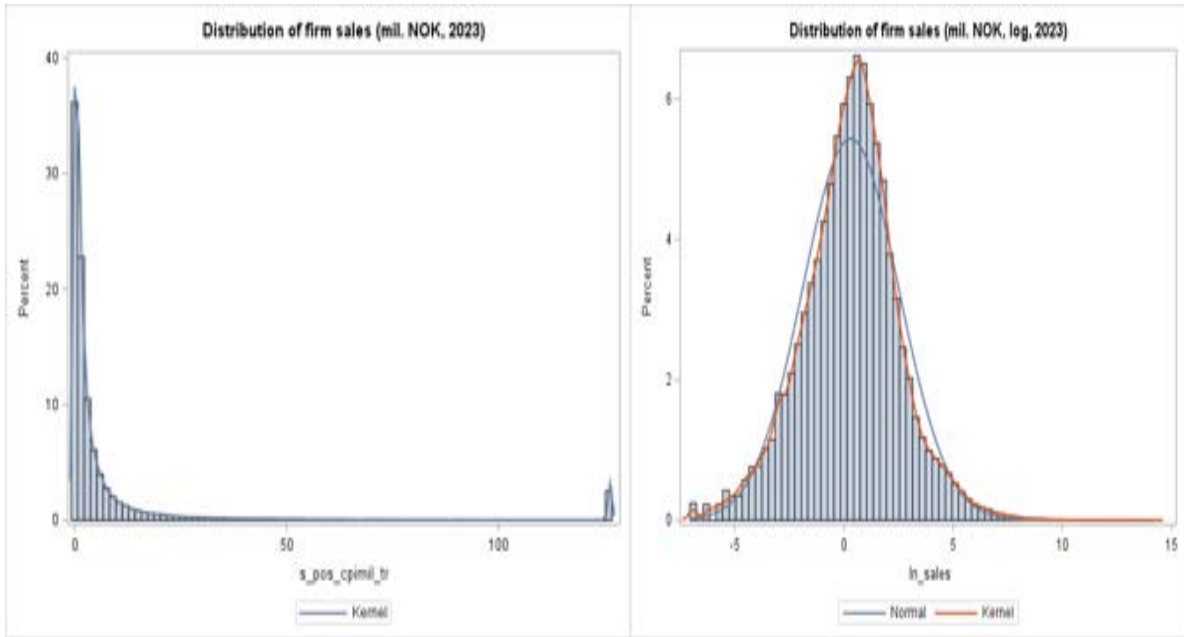 Distribution of firm sales (mil. NOK, 2023)
40
30
20
10
0
Percent
0 50 100
s_pos_cpimil_tr
Kernel
Distribution of firm sales (mil. NOK, log, 2023)
6
4
2
0
Percent
-5 0 5 10 15
ln_sales
Normal Kernel